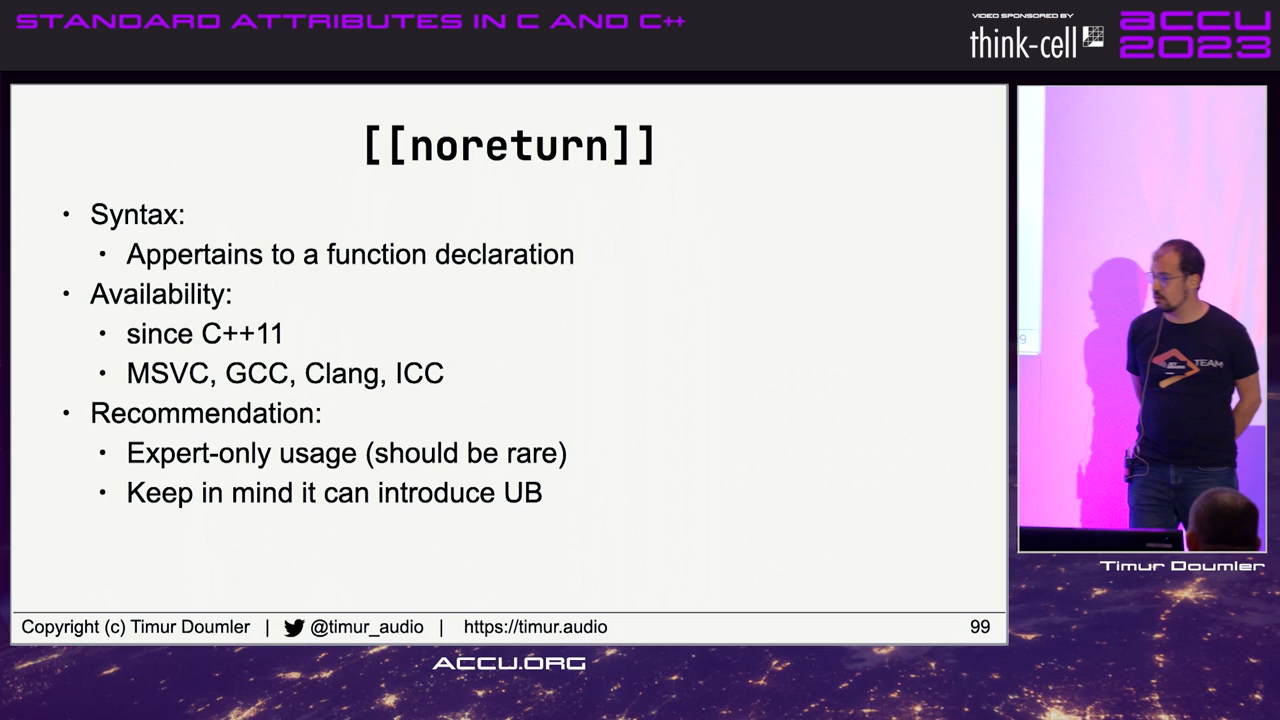 STANDARD ATTRIBUTES IN C AND C++
VIDEO SPONSORED BY
think-cell
ACCU
2023
[[noreturn]]
• Syntax:
• Appertains to a function declaration
• Availability:
• since C++11
• MSVC, GCC, Clang, ICC
• Recommendation:
• Expert-only usage (should be rare)
• Keep in mind it can introduce UB
Copyright (c) Timur Doumler | @timur_audio | https://timur.audio
99
TEAM
Timur Doumler
ACCU.ORG